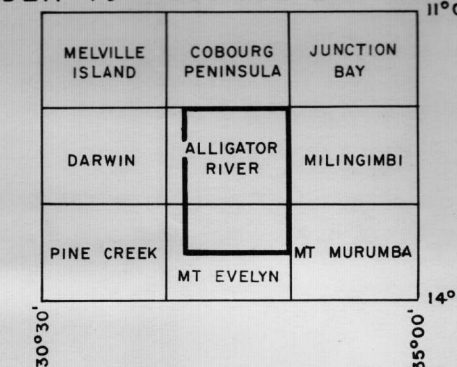 11°0
MELVILLE
ISLAND
COBOURG
PENINSULA
JUNCTION
BAY
DARWIN
ALLIGATOR
RIVER
MILINGIMBI
PINE CREEK
MT EVELYN
MT MURUMBA
14°
30°30'
35°00'